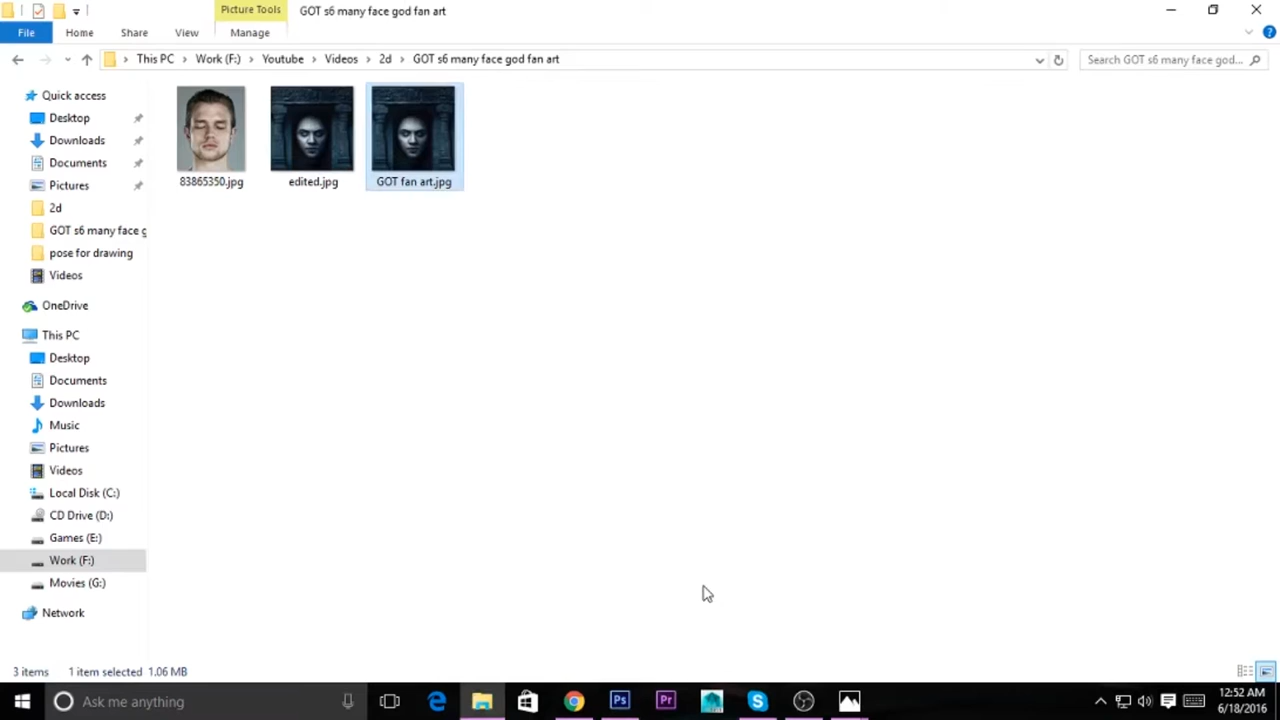 Picture Tools
GOT s6 many face god fan art
File
Home
Share
View
Manage
This PC
Work (F:)
Youtube
Videos
2d
GOT s6 many face god fan art
Search GOT s6 many face god...
Quick access
Desktop
Downloads
Documents
Pictures
2d
GOT s6 many face g
pose for drawing
Videos
OneDrive
This PC
Desktop
Documents
Downloads
Music
Pictures
Videos
Local Disk (C:)
CD Drive (D:)
Games (E:)
Work (F:)
Movies (G:)
Network
83865350.jpg
edited.jpg
GOT fan art.jpg
3 items
1 item selected 1.06 MB
Ask me anything
Ps
Pr
12:52 AM
6/18/2016